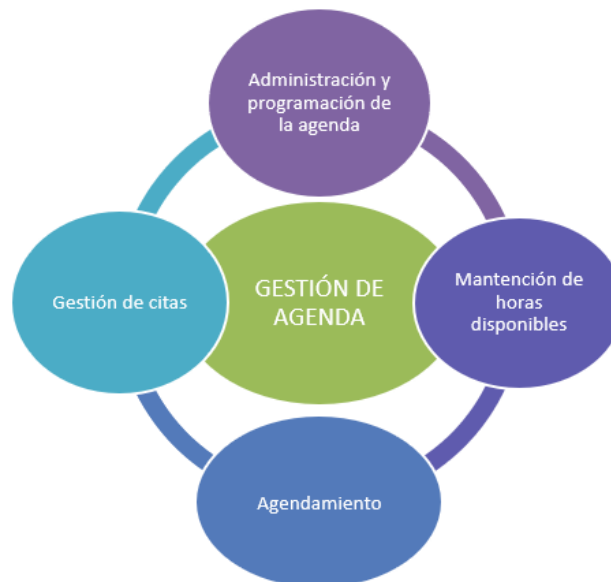 Administración y
programación de
la agenda
Gestión de citas
GESTIÓN DE
AGENDA
Mantención de
horas
disponibles
Agendamiento